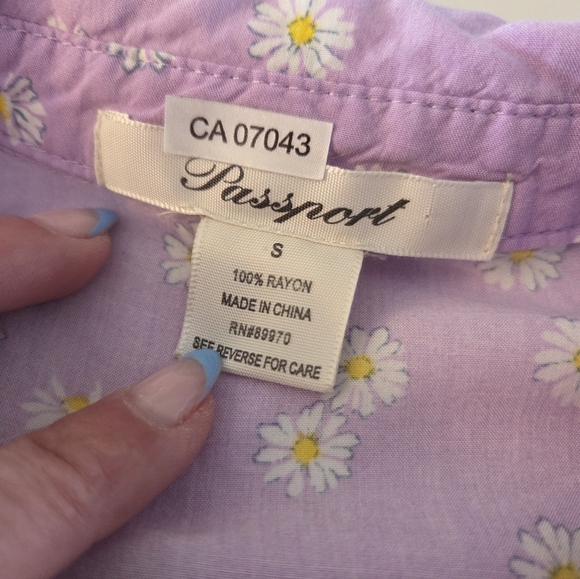 CA 07043
Passport
S
100% RAYON
MADE IN CHINA
RN#89970
SEE REVERSE FOR CARE